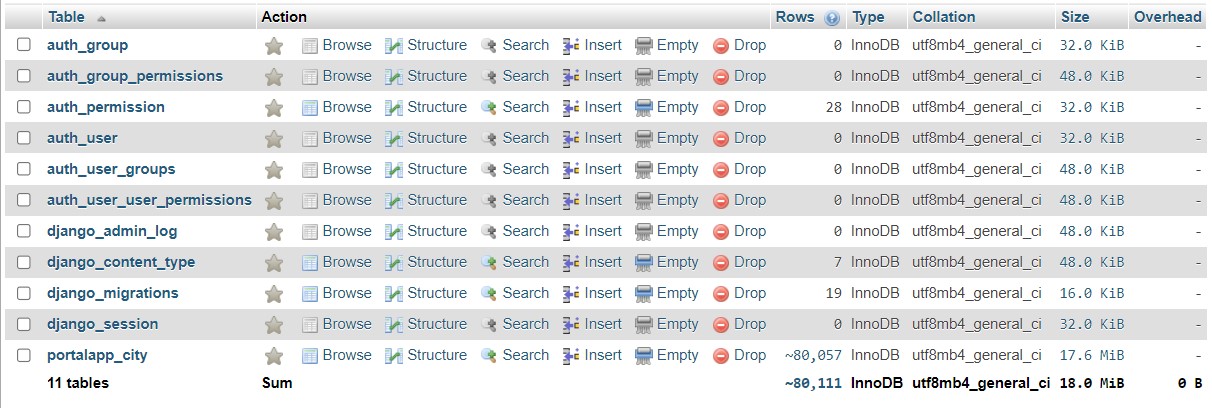 Table Action Rows Type Collation Size Overhead
auth_group Browse Structure Search Insert Empty Drop 0 InnoDB utf8mb4_general_ci 32.0 KiB -
auth_group_permissions Browse Structure Search Insert Empty Drop 0 InnoDB utf8mb4_general_ci 48.0 KiB -
auth_permission Browse Structure Search Insert Empty Drop 28 InnoDB utf8mb4_general_ci 32.0 KiB -
auth_user Browse Structure Search Insert Empty Drop 0 InnoDB utf8mb4_general_ci 32.0 KiB -
auth_user_groups Browse Structure Search Insert Empty Drop 0 InnoDB utf8mb4_general_ci 48.0 KiB -
auth_user_user_permissions Browse Structure Search Insert Empty Drop 0 InnoDB utf8mb4_general_ci 48.0 KiB -
django_admin_log Browse Structure Search Insert Empty Drop 0 InnoDB utf8mb4_general_ci 48.0 KiB -
django_content_type Browse Structure Search Insert Empty Drop 7 InnoDB utf8mb4_general_ci 48.0 KiB -
django_migrations Browse Structure Search Insert Empty Drop 19 InnoDB utf8mb4_general_ci 16.0 KiB -
django_session Browse Structure Search Insert Empty Drop 0 InnoDB utf8mb4_general_ci 32.0 KiB -
portalapp_city Browse Structure Search Insert Empty Drop ~80,057 InnoDB utf8mb4_general_ci 17.6 MiB -
11 tables Sum ~80,111 InnoDB utf8mb4_general_ci 18.0 MiB 0 B